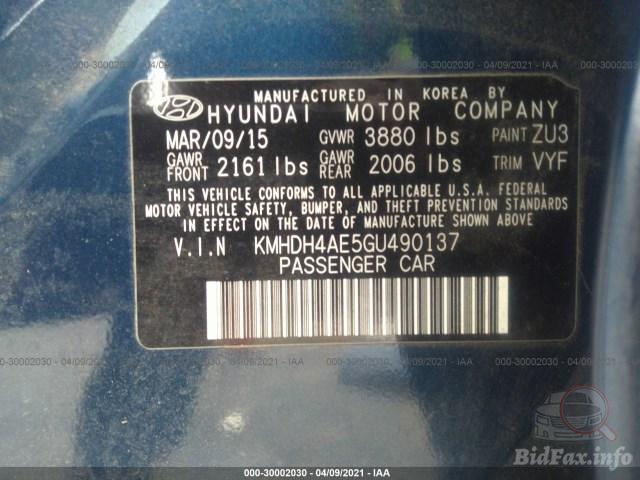 000-30002030 - 04/09/2021 - IAA
MANUFACTURED IN KOREA BY
HYUNDAI MOTOR COMPANY
MAR/09/15 GVWR 3880 lbs PAINT ZU3
GAWR FRONT 2161 lbs GAWR REAR 2006 lbs TRIM VYF
THIS VEHICLE CONFORMS TO ALL APPLICABLE U.S.A. FEDERAL
MOTOR VEHICLE SAFETY, BUMPER, AND THEFT PREVENTION STANDARDS
IN EFFECT ON THE DATE OF MANUFACTURE SHOWN ABOVE.
V.I.N KMHDH4AE5GU490137
PASSENGER CAR
000-30002030 - 04/09/2021 - IAA
BidFax.info